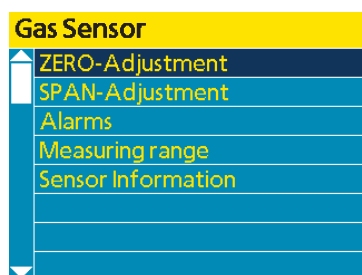 Gas Sensor
ZERO-Adjustment
SPAN-Adjustment
Alarms
Measuring range
Sensor Information